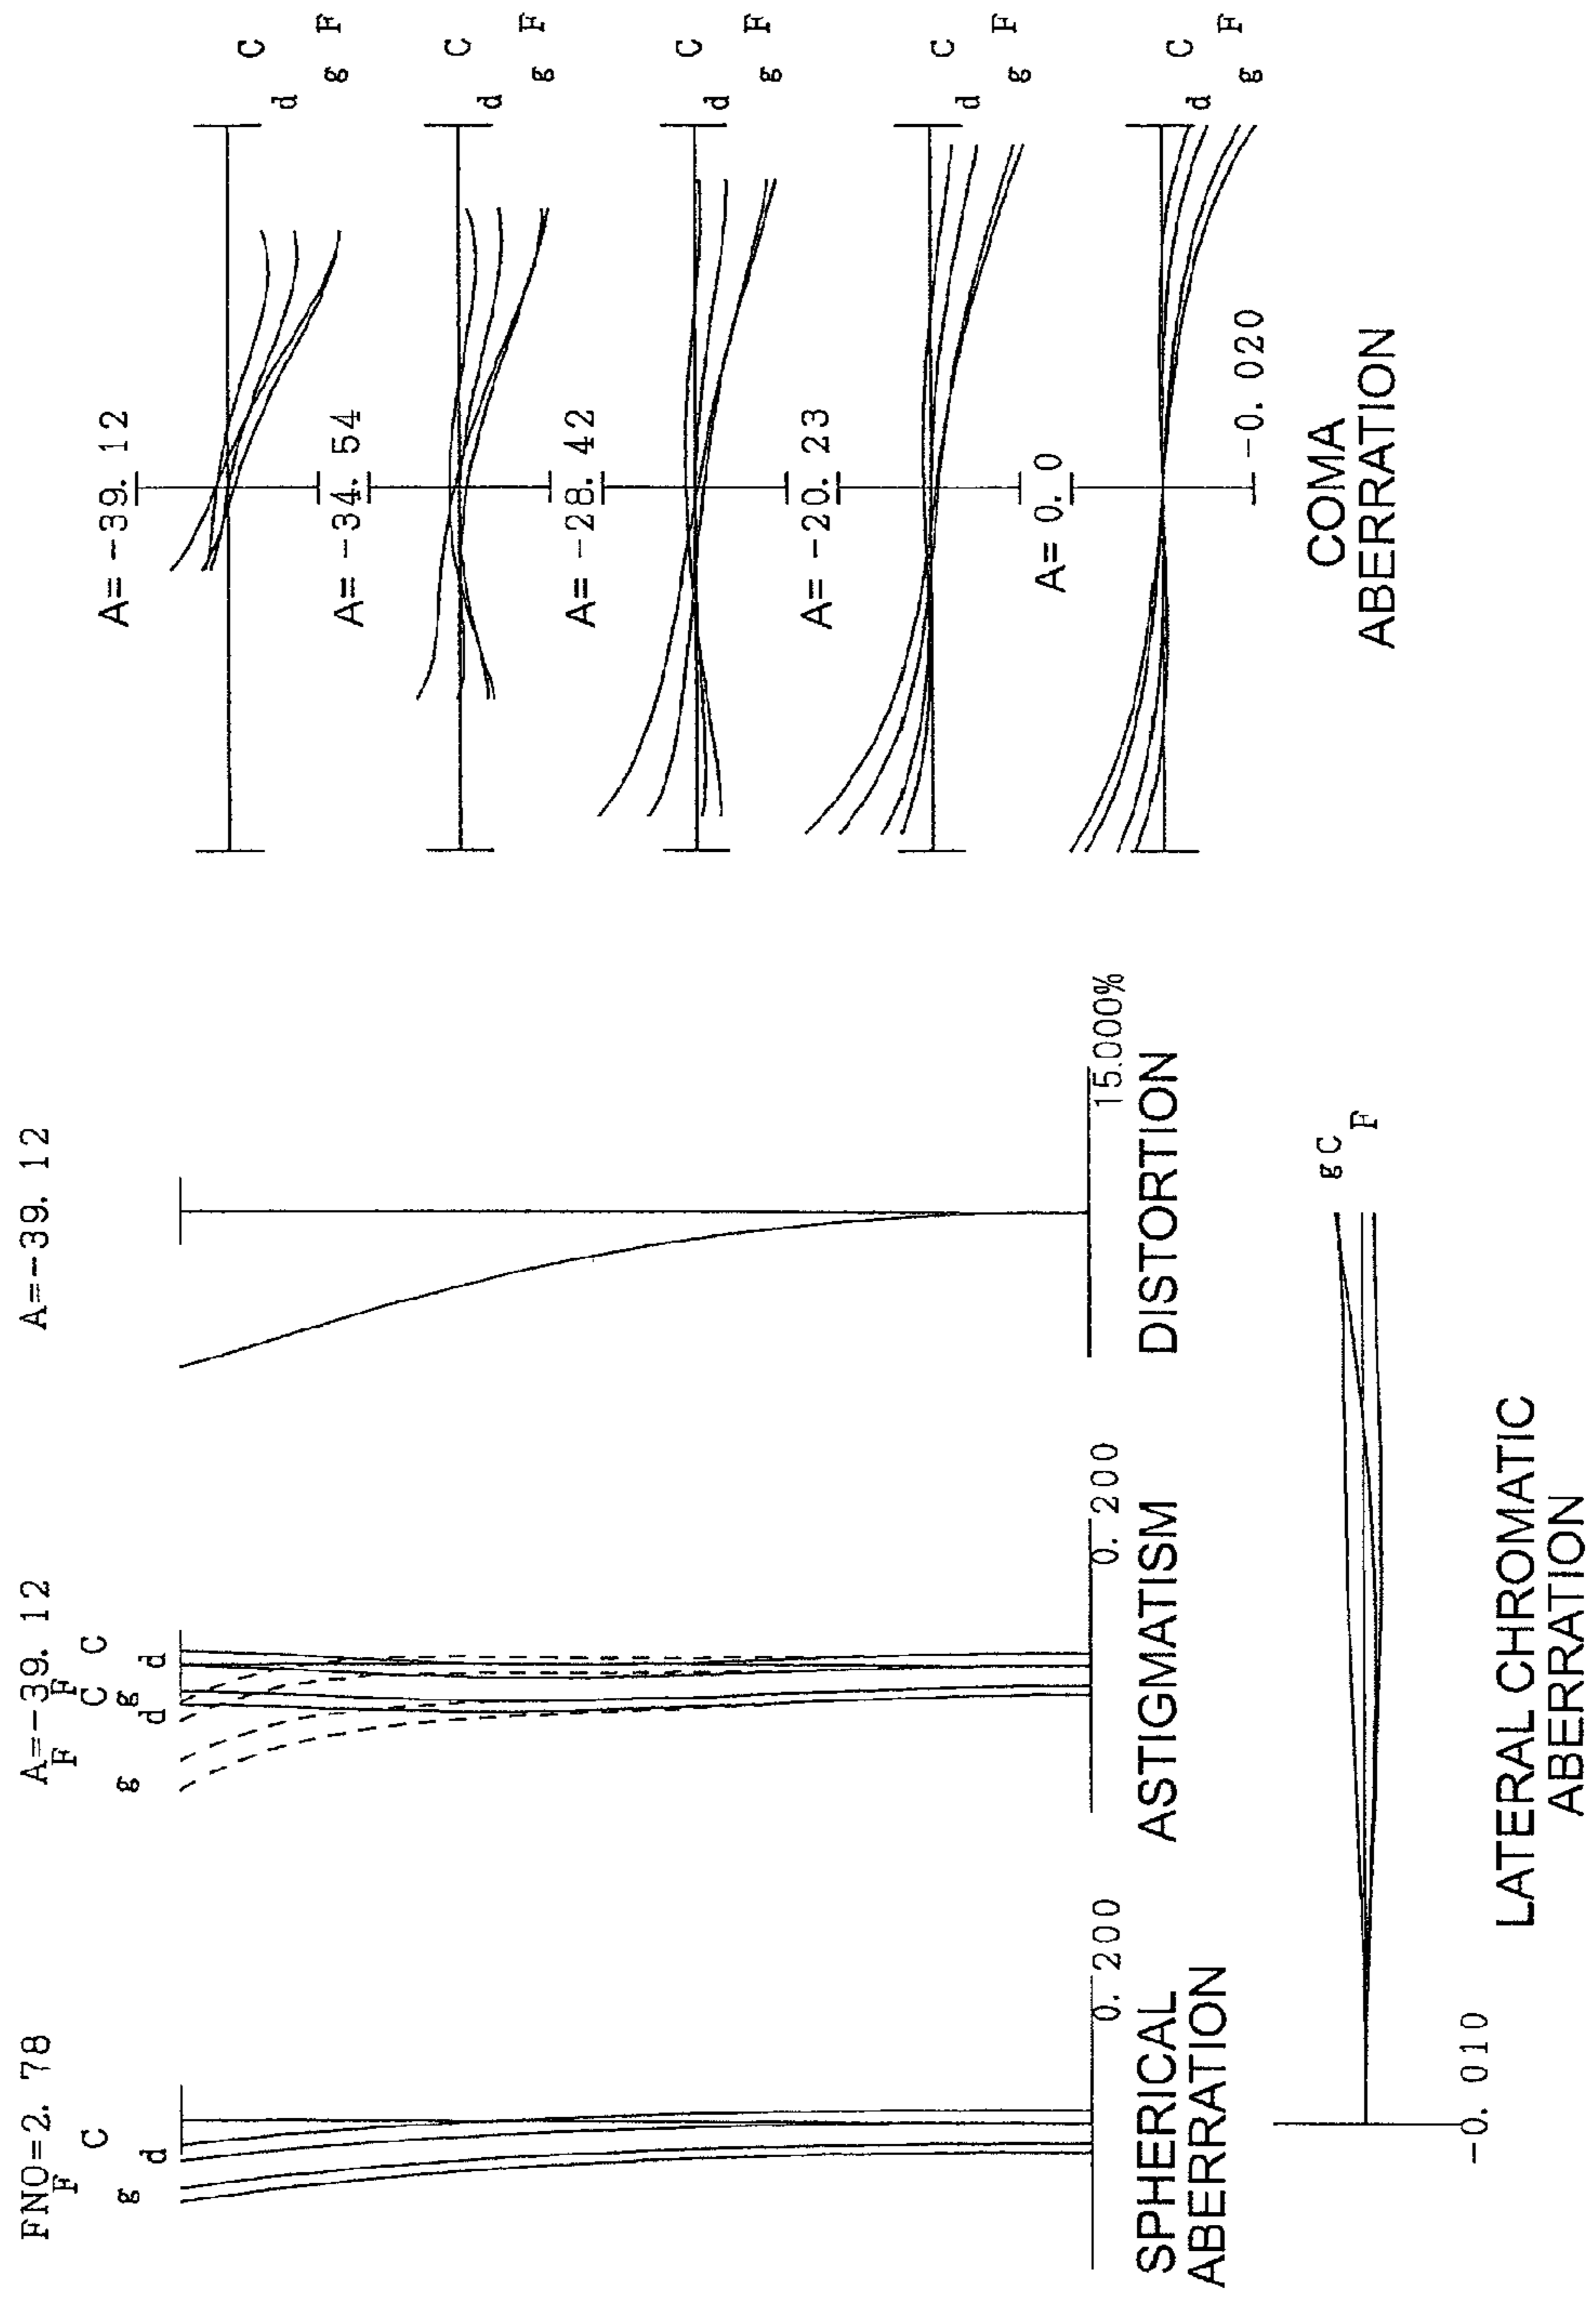 FNO=2. 78
F
C
g
d
0. 200
SPHERICAL
ABERRATION
A=-39. 12
F
F
C
C
d
g
d
g
0. 200
ASTIGMATISM
A=-39. 12
15.000%
DISTORTION
-0. 010
g C
F
LATERAL CHROMATIC
ABERRATION
A= -39. 12
C
d
g
F
A= -34. 54
C
d
g
F
A= -28. 42
C
d
g
F
A= -20. 23
C
d
g
F
A= 0. 0
C
d
F
g
-0. 020
COMA
ABERRATION